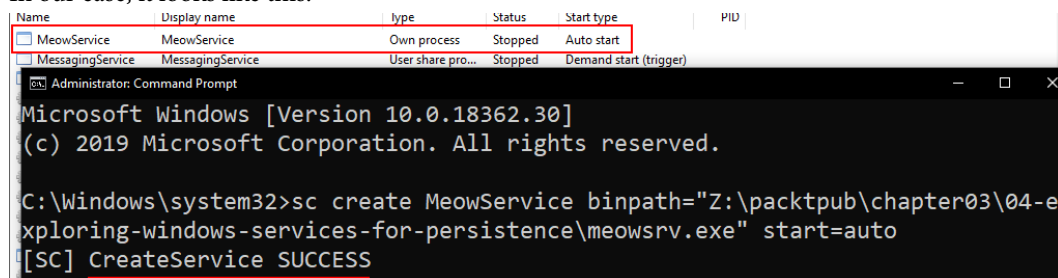 In our case, it looks like this:
Name Display name Type Status Start type PID
MeowService MeowService Own process Stopped Auto start
MessagingService MessagingService User share pro... Stopped Demand start (trigger)
Administrator: Command Prompt
Microsoft Windows [Version 10.0.18362.30]
(c) 2019 Microsoft Corporation. All rights reserved.
C:\Windows\system32>sc create MeowService binpath="Z:\packtpub\chapter03\04-e
xploring-windows-services-for-persistence\meowsrv.exe" start=auto
[SC] CreateService SUCCESS